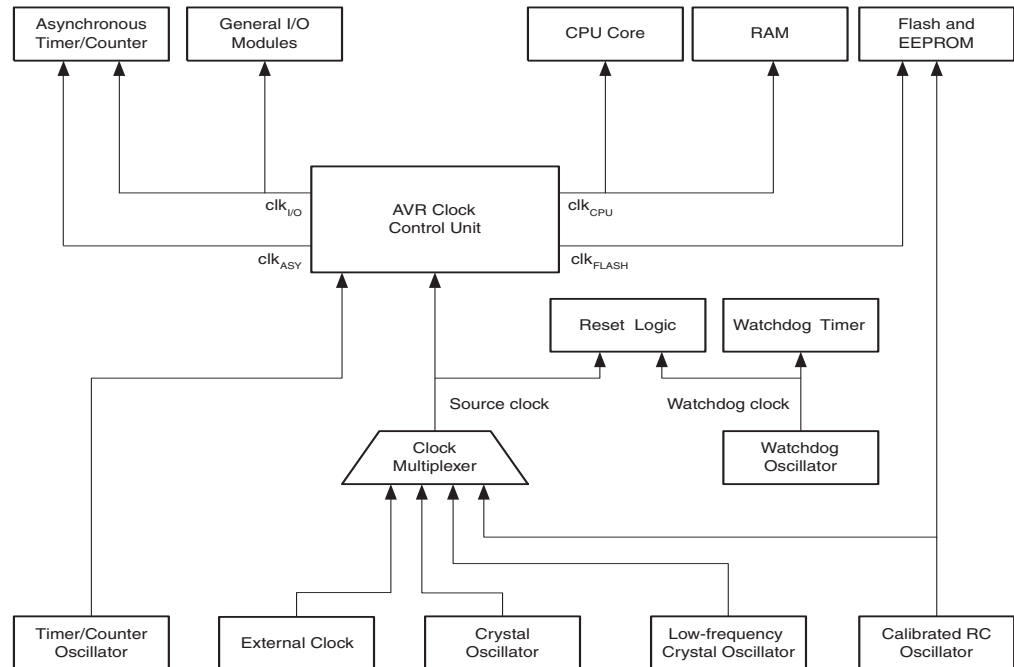 Asynchronous
Timer/Counter
General I/O
Modules
CPU Core
RAM
Flash and
EEPROM
clkI/O
AVR Clock
Control Unit
clkCPU
clkASY
clkFLASH
Reset Logic
Watchdog Timer
Source clock
Watchdog clock
Clock
Multiplexer
Watchdog
Oscillator
Timer/Counter
Oscillator
External Clock
Crystal
Oscillator
Low-frequency
Crystal Oscillator
Calibrated RC
Oscillator